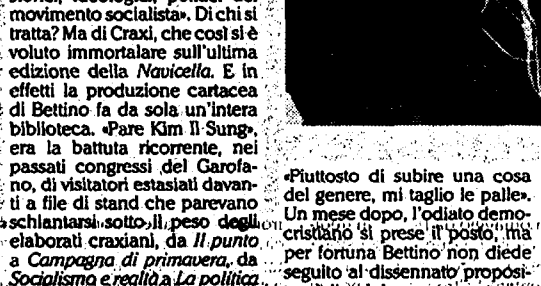 movimento socialista». Di chi si
tratta? Ma di Craxi, che così si è
voluto immortalare sull'ultima
edizione della Navicella. E in
effetti la produzione cartacea
di Bettino fa da sola un'intera
biblioteca. «Pare Kim Il Sung»,
era la battuta ricorrente, nei
passati congressi del Garofa-
no, di visitatori estasiati davan-
ti a file di stand che parevano
schiantarsi sotto il peso degli
elaborati craxiani, da Il punto
a Campagna di primavera, da
Socialismo e realtà a La politica
«Piuttosto di subire una cosa
del genere, mi taglio le palle».
Un mese dopo, l'odiato demo-
cristiano si prese il posto, ma
per fortuna Bettino non diede
seguito al dissennato proposi-